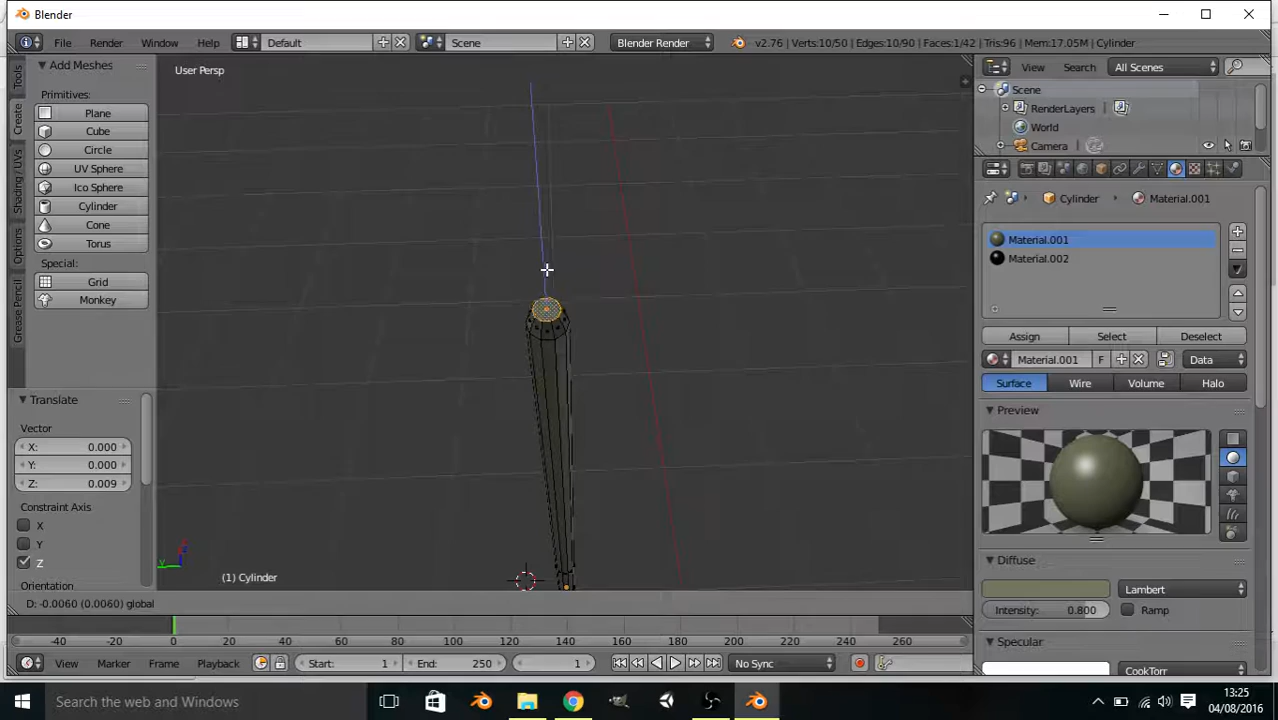 Blender
File Render Window Help Default Scene Blender Render v2.76 | Verts:10/50 | Edges:10/90 | Faces:1/42 | Tris:96 | Mem:17.05M | Cylinder
Tools
Create
Shading / UVs
Options
Grease Pencil
Add Meshes
Primitives:
Plane
Cube
Circle
UV Sphere
Ico Sphere
Cylinder
Cone
Torus
Special:
Grid
Monkey
Translate
Vector
X: 0.000
Y: 0.000
Z: 0.009
Constraint Axis
X
Y
Z
Orientation
User Persp
(1) Cylinder
D: -0.0060 (0.0060) global
View Search All Scenes
Scene
RenderLayers
World
Camera
Cylinder Material.001
Material.001
Material.002
Assign Select Deselect
Material.001 F Data
Surface Wire Volume Halo
Preview
Diffuse
Lambert
Intensity: 0.800 Ramp
Specular
CookTorr
-40 -20 0 20 40 60 80 100 120 140 160 180 200 220 240 260
View Marker Frame Playback Start: 1 End: 250 1 No Sync
Search the web and Windows
13:25
04/08/2016